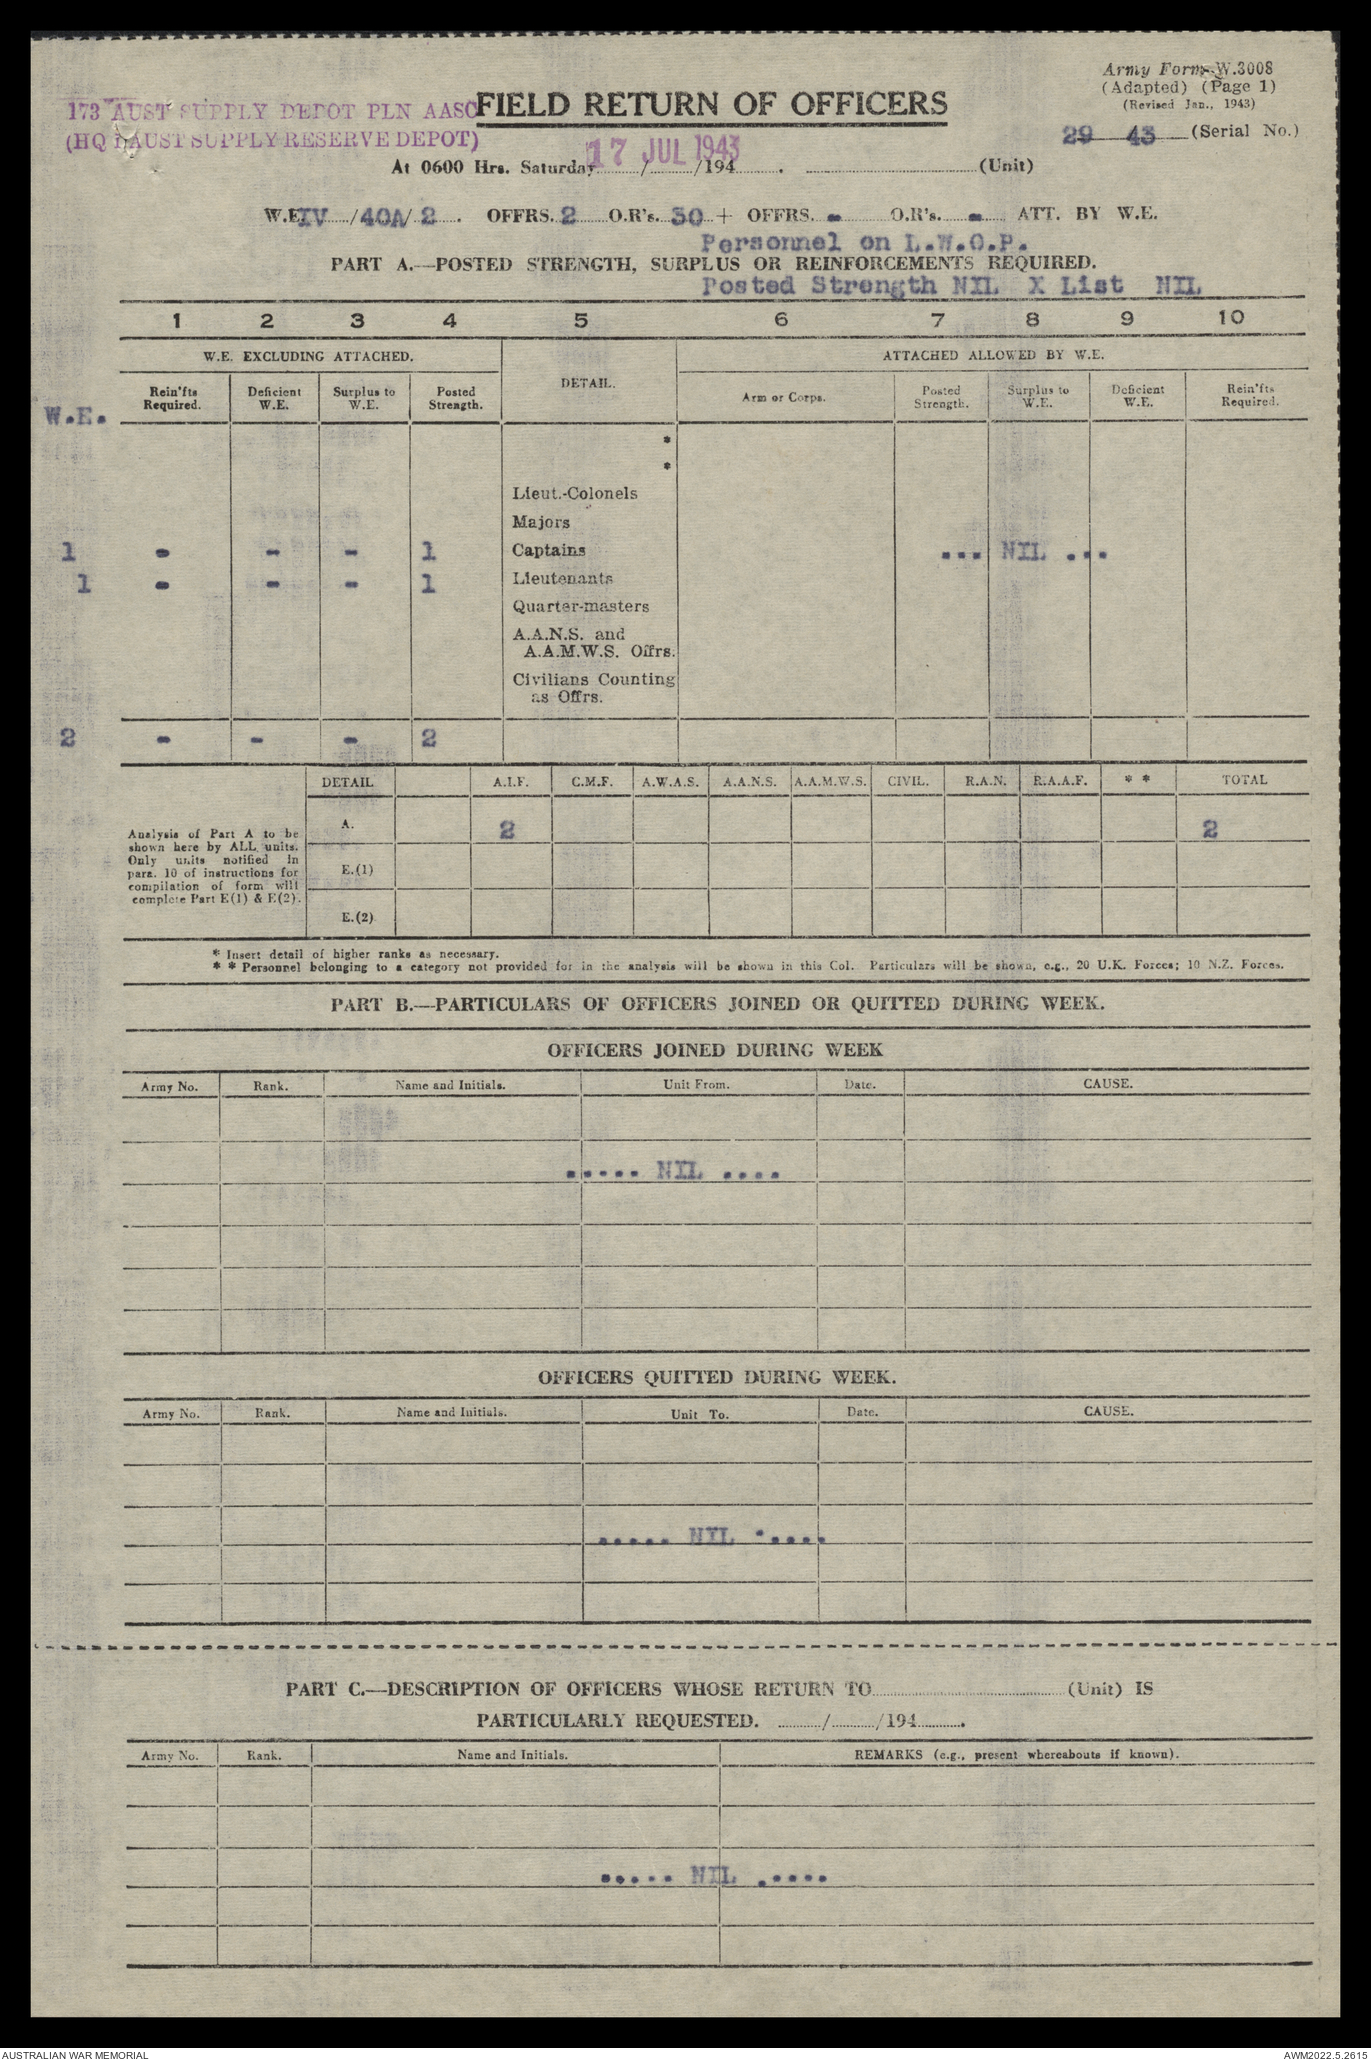 Army Form W.3008
(Adapted) (Page 1)
(Revised Jan., 1943)
173 AUST SUPPLY DEPOT PLN AASC
FIELD RETURN OF OFFICERS
(HQ AUST SUPPLY RESERVE DEPOT)
29 43 (Serial No.)
At 0600 Hrs. Saturday 17 JUL 1943 / /194 . (Unit)
W.E. IV /40A/ 2 . OFFRS. 2 O.R's. 30 + OFFRS. - O.R's. - ATT. BY W.E.
Personnel on L.W.O.P.
PART A.—POSTED STRENGTH, SURPLUS OR REINFORCEMENTS REQUIRED.
Posted Strength NIL X List NIL
1 2 3 4 5 6 7 8 9 10
W.E. EXCLUDING ATTACHED. DETAIL. ATTACHED ALLOWED BY W.E.
Rein'fts Required. Deficient W.E. Surplus to W.E. Posted Strength. Arm or Corps. Posted Strength. Surplus to W.E. Deficient W.E. Rein'fts Required.
W.E.
*
*
Lieut.-Colonels
Majors
1 - - - 1 Captains ... NIL ...
1 - - - 1 Lieutenants
Quarter-masters
A.A.N.S. and
A.A.M.W.S. Offrs.
Civilians Counting
as Offrs.
2 - - - 2
DETAIL A.I.F. C.M.F. A.W.A.S. A.A.N.S. A.A.M.W.S. CIVIL. R.A.N. R.A.A.F. * * TOTAL
A. 2 2
Analysis of Part A to be
shown here by ALL units.
Only units notified in
para. 10 of instructions for
compilation of form will
complete Part E(1) & E(2).
E.(1)
E.(2)
* Insert detail of higher ranks as necessary.
* * Personnel belonging to a category not provided for in the analysis will be shown in this Col. Particulars will be shown, e.g., 20 U.K. Forces; 10 N.Z. Forces.
PART B.—PARTICULARS OF OFFICERS JOINED OR QUITTED DURING WEEK.
OFFICERS JOINED DURING WEEK
Army No. Rank. Name and Initials. Unit From. Date. CAUSE.
..... NIL ....
OFFICERS QUITTED DURING WEEK.
Army No. Rank. Name and Initials. Unit To. Date. CAUSE.
..... NIL .....
PART C.—DESCRIPTION OF OFFICERS WHOSE RETURN TO (Unit) IS
PARTICULARLY REQUESTED. / /194 .
Army No. Rank. Name and Initials. REMARKS (e.g., present whereabouts if known).
..... NIL .....
AUSTRALIAN WAR MEMORIAL AWM2022.5.2615